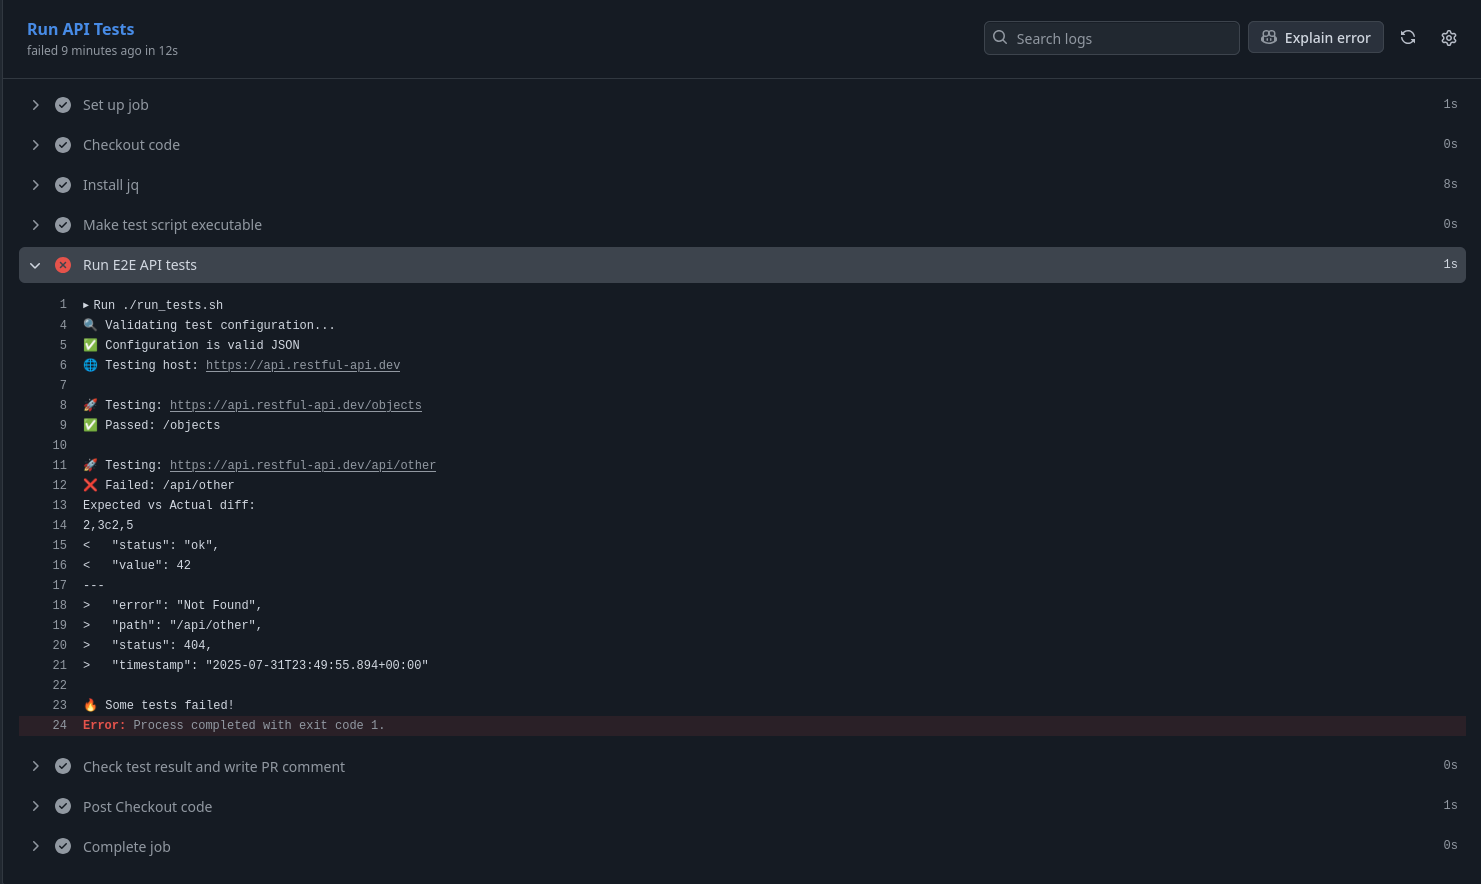 Run API Tests
failed 9 minutes ago in 12s
Search logs
Explain error
Set up job 1s
Checkout code 0s
Install jq 8s
Make test script executable 0s
Run E2E API tests 1s
1 ▶ Run ./run_tests.sh
4 🔍 Validating test configuration...
5 ✅ Configuration is valid JSON
6 🌐 Testing host: https://api.restful-api.dev
7
8 🚀 Testing: https://api.restful-api.dev/objects
9 ✅ Passed: /objects
10
11 🚀 Testing: https://api.restful-api.dev/api/other
12 ❌ Failed: /api/other
13 Expected vs Actual diff:
14 2,3c2,5
15 <   "status": "ok",
16 <   "value": 42
17 ---
18 >   "error": "Not Found",
19 >   "path": "/api/other",
20 >   "status": 404,
21 >   "timestamp": "2025-07-31T23:49:55.894+00:00"
22
23 🔥 Some tests failed!
24 Error: Process completed with exit code 1.
Check test result and write PR comment 0s
Post Checkout code 1s
Complete job 0s